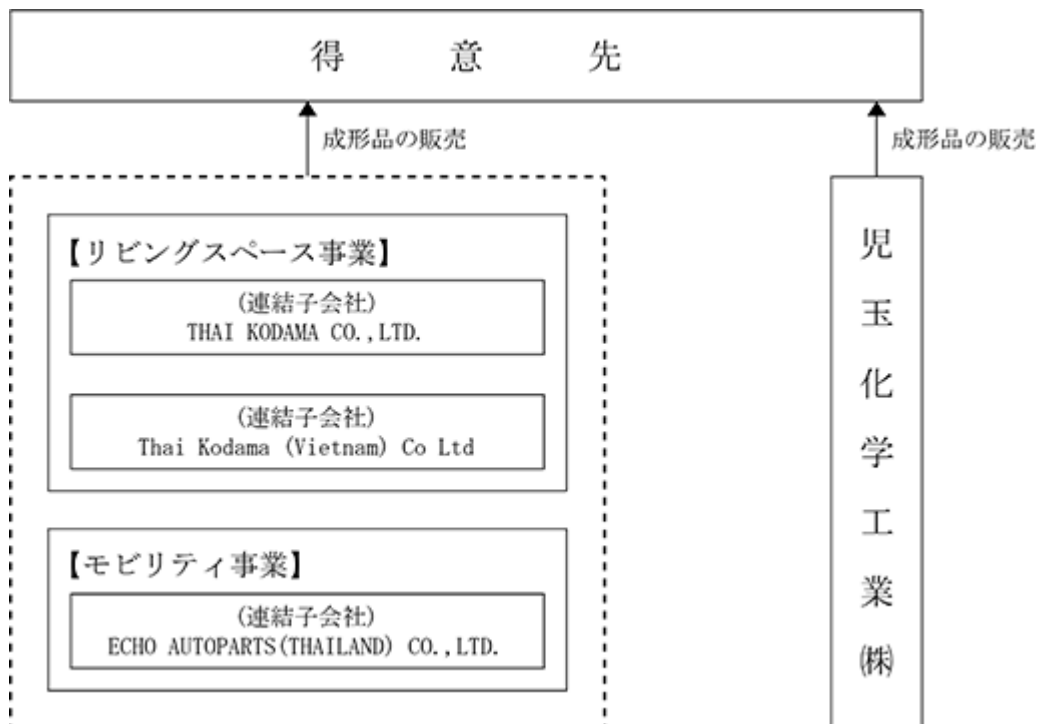 得意先
成形品の販売
成形品の販売
【リビングスペース事業】
(連結子会社)
THAI KODAMA CO.,LTD.
(連結子会社)
Thai Kodama (Vietnam) Co Ltd
【モビリティ事業】
(連結子会社)
ECHO AUTOPARTS(THAILAND) CO.,LTD.
児玉化学工業㈱